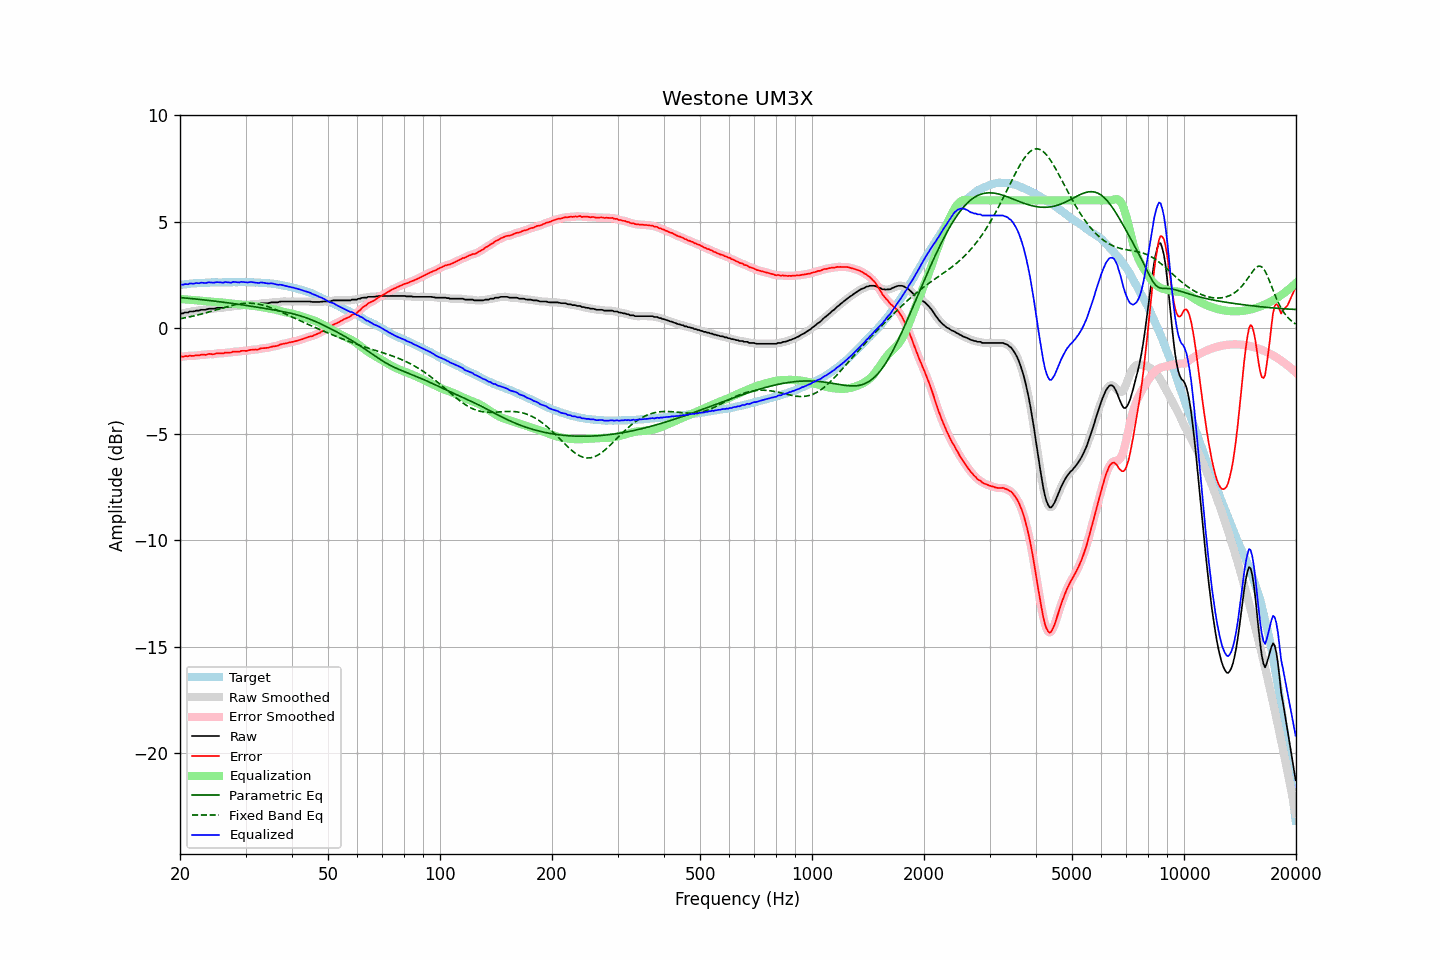 Westone UM3X
10
5
0
−5
−10
−15
−20
Amplitude (dBr)
Target
Raw Smoothed
Error Smoothed
Raw
Error
Equalization
Parametric Eq
Fixed Band Eq
Equalized
20 50 100 200 500 1000 2000 5000 10000 20000
Frequency (Hz)